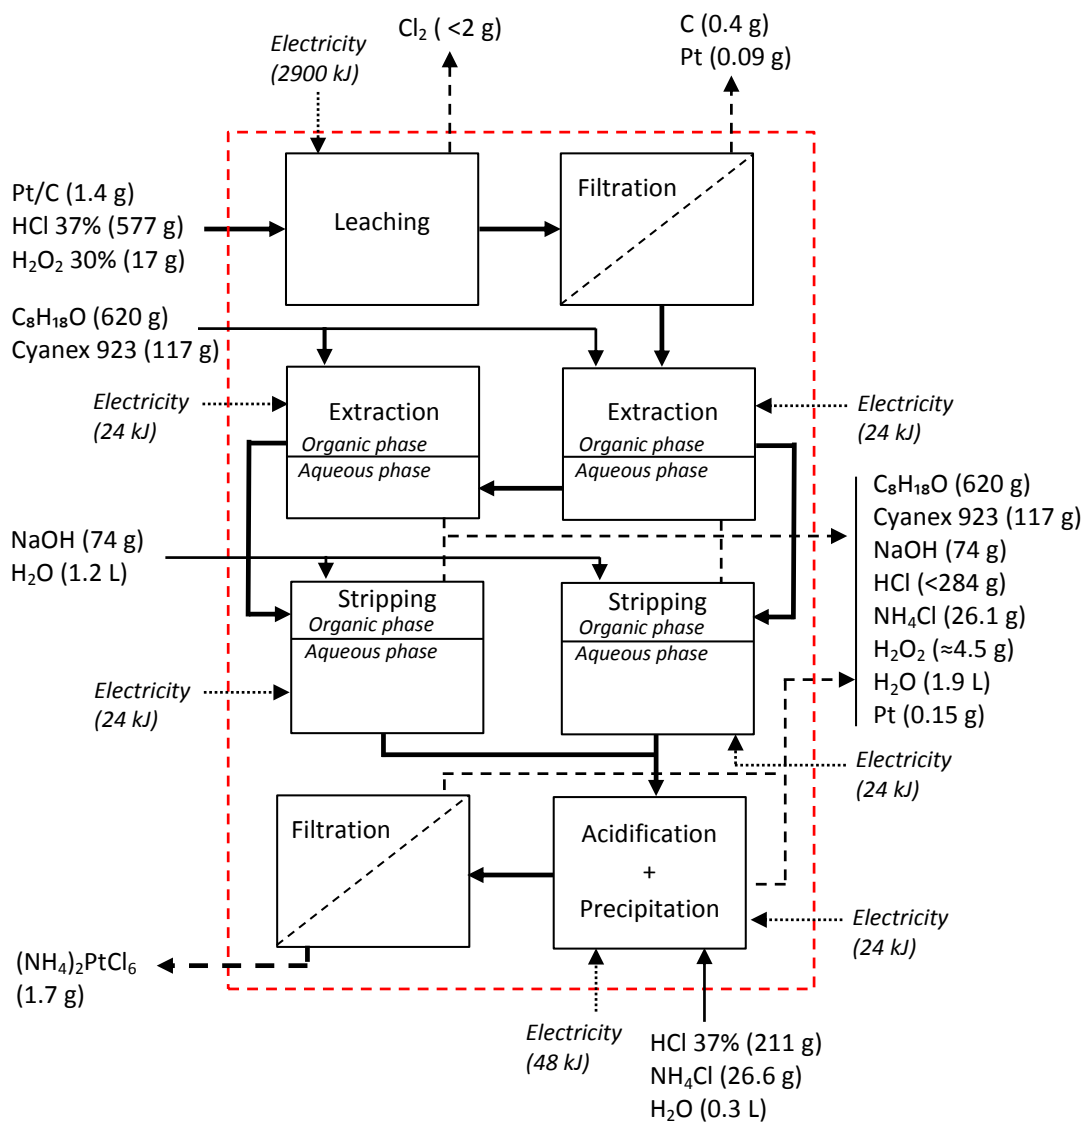 Electricity
(2900 kJ)
Cl₂ ( <2 g)
C (0.4 g)
Pt (0.09 g)
Pt/C (1.4 g)
HCl 37% (577 g)
H₂O₂ 30% (17 g)
Leaching
Filtration
C₈H₁₈O (620 g)
Cyanex 923 (117 g)
Electricity
(24 kJ)
Extraction
Organic phase
Aqueous phase
Extraction
Organic phase
Aqueous phase
Electricity
(24 kJ)
C₈H₁₈O (620 g)
Cyanex 923 (117 g)
NaOH (74 g)
HCl (<284 g)
NH₄Cl (26.1 g)
H₂O₂ (≈4.5 g)
H₂O (1.9 L)
Pt (0.15 g)
NaOH (74 g)
H₂O (1.2 L)
Stripping
Organic phase
Aqueous phase
Stripping
Organic phase
Aqueous phase
Electricity
(24 kJ)
Electricity
(24 kJ)
Filtration
Acidification
+
Precipitation
Electricity
(24 kJ)
(NH₄)₂PtCl₆
(1.7 g)
Electricity
(48 kJ)
HCl 37% (211 g)
NH₄Cl (26.6 g)
H₂O (0.3 L)